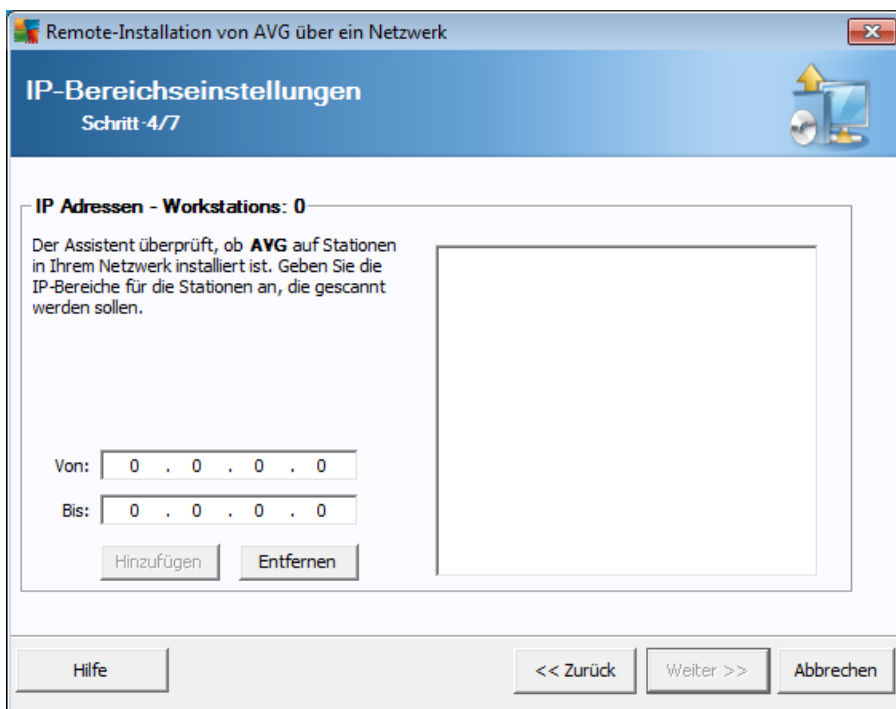 Remote-Installation von AVG über ein Netzwerk
IP-Bereichseinstellungen
Schritt-4/7
IP Adressen - Workstations: 0
Der Assistent überprüft, ob AVG auf Stationen
in Ihrem Netzwerk installiert ist. Geben Sie die
IP-Bereiche für die Stationen an, die gescannt
werden sollen.
Von: 0 . 0 . 0 . 0
Bis: 0 . 0 . 0 . 0
Hinzufügen Entfernen
Hilfe << Zurück Weiter >> Abbrechen